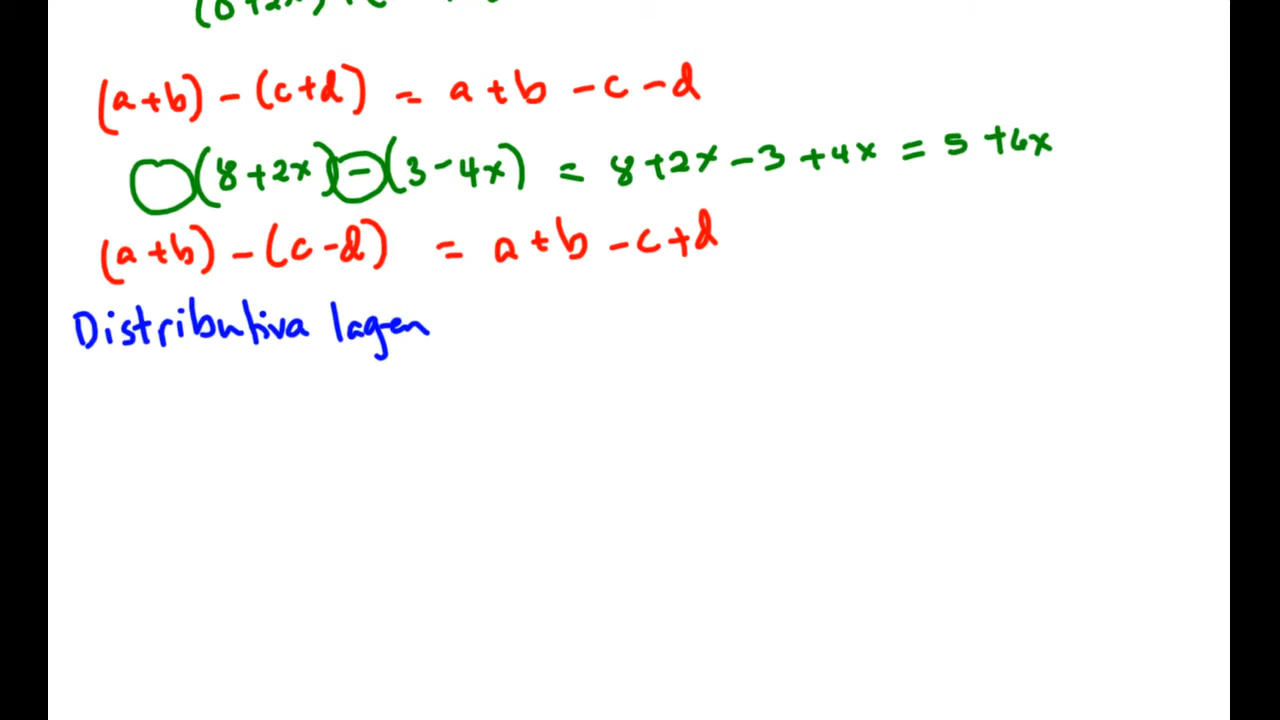 (a+b) - (c+d) = a+b -c -d
(8+2x) - (3-4x) = 8+2x-3+4x = 5+6x
(a+b) - (c-d) = a+b -c+d
Distributiva lagen